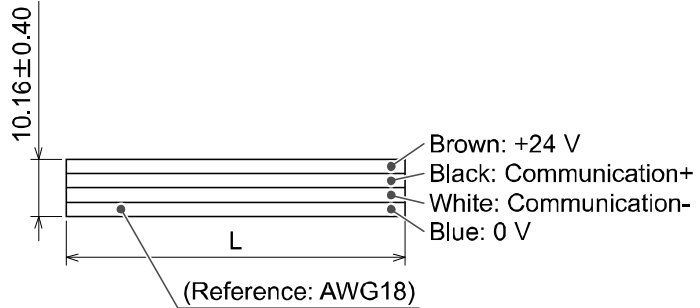 10.16±0.40
Brown: +24 V
Black: Communication+
White: Communication-
Blue: 0 V
L
(Reference: AWG18)